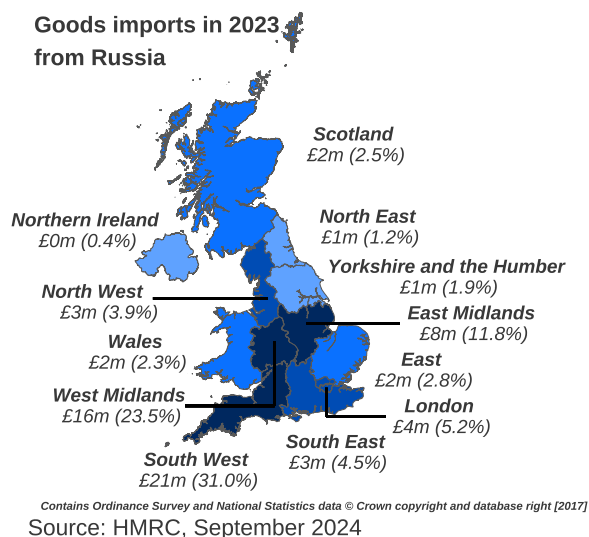 Goods imports in 2023
from Russia
Scotland
£2m (2.5%)
Northern Ireland
£0m (0.4%)
North East
£1m (1.2%)
Yorkshire and the Humber
£1m (1.9%)
North West
£3m (3.9%)
East Midlands
£8m (11.8%)
Wales
£2m (2.3%)
East
£2m (2.8%)
West Midlands
£16m (23.5%)
London
£4m (5.2%)
South East
£3m (4.5%)
South West
£21m (31.0%)
Contains Ordinance Survey and National Statistics data © Crown copyright and database right [2017]
Source: HMRC, September 2024